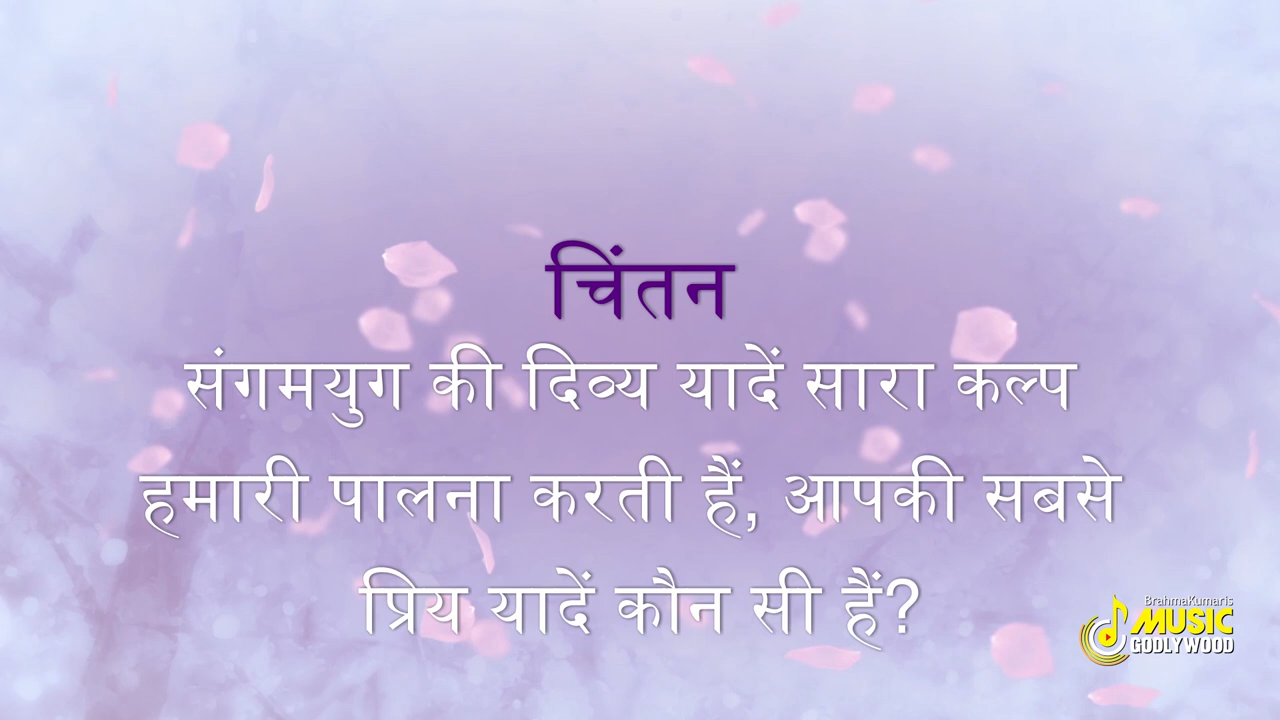 चिंतन
संगमयुग की दिव्य यादें सारा कल्प
हमारी पालना करती हैं, आपकी सबसे
प्रिय यादें कौन सी हैं?
BrahmaKumaris
MUSIC
GODLYWOOD